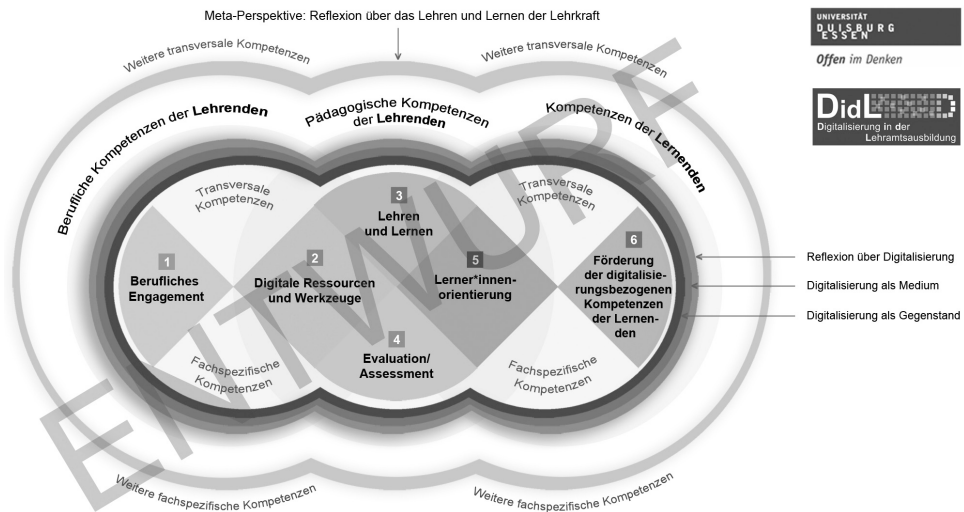 Meta-Perspektive: Reflexion über das Lehren und Lernen der Lehrkraft
UNIVERSITÄT
DUISBURG
ESSEN
Offen im Denken
DidL D
Digitalisierung in der
Lehramtsausbildung
Weitere transversale Kompetenzen
Weitere transversale Kompetenzen
Berufliche Kompetenzen der Lehrenden
Pädagogische Kompetenzen
der Lehrenden
Kompetenzen der Lernenden
Transversale
Kompetenzen
Transversale
Kompetenzen
1
Berufliches
Engagement
2
Digitale Ressourcen
und Werkzeuge
3
Lehren
und Lernen
4
Evaluation/
Assessment
5
Lerner*innen-
orientierung
6
Förderung
der digitalisie-
rungsbezogenen
Kompetenzen
der Lernen-
den
Fachspezifische
Kompetenzen
Fachspezifische
Kompetenzen
Reflexion über Digitalisierung
Digitalisierung als Medium
Digitalisierung als Gegenstand
Weitere fachspezifische Kompetenzen
Weitere fachspezifische Kompetenzen
ENTWURF